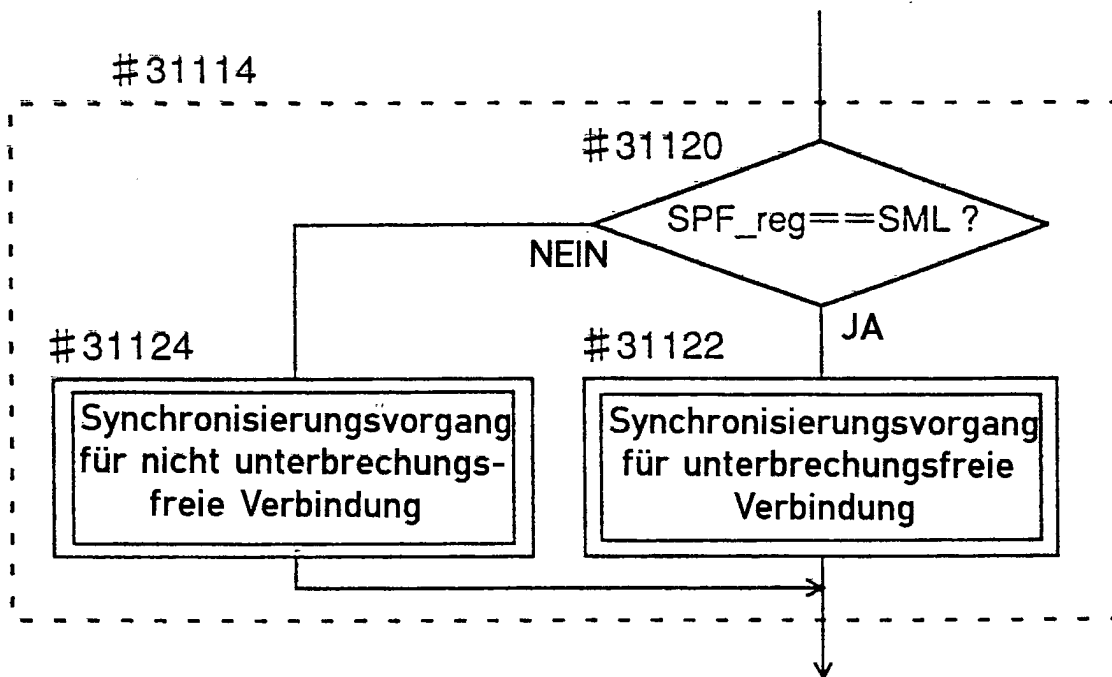 #31114
#31120
SPF_reg==SML ?
NEIN
JA
#31124
#31122
Synchronisierungsvorgang
für nicht unterbrechungs-
freie Verbindung
Synchronisierungsvorgang
für unterbrechungsfreie
Verbindung